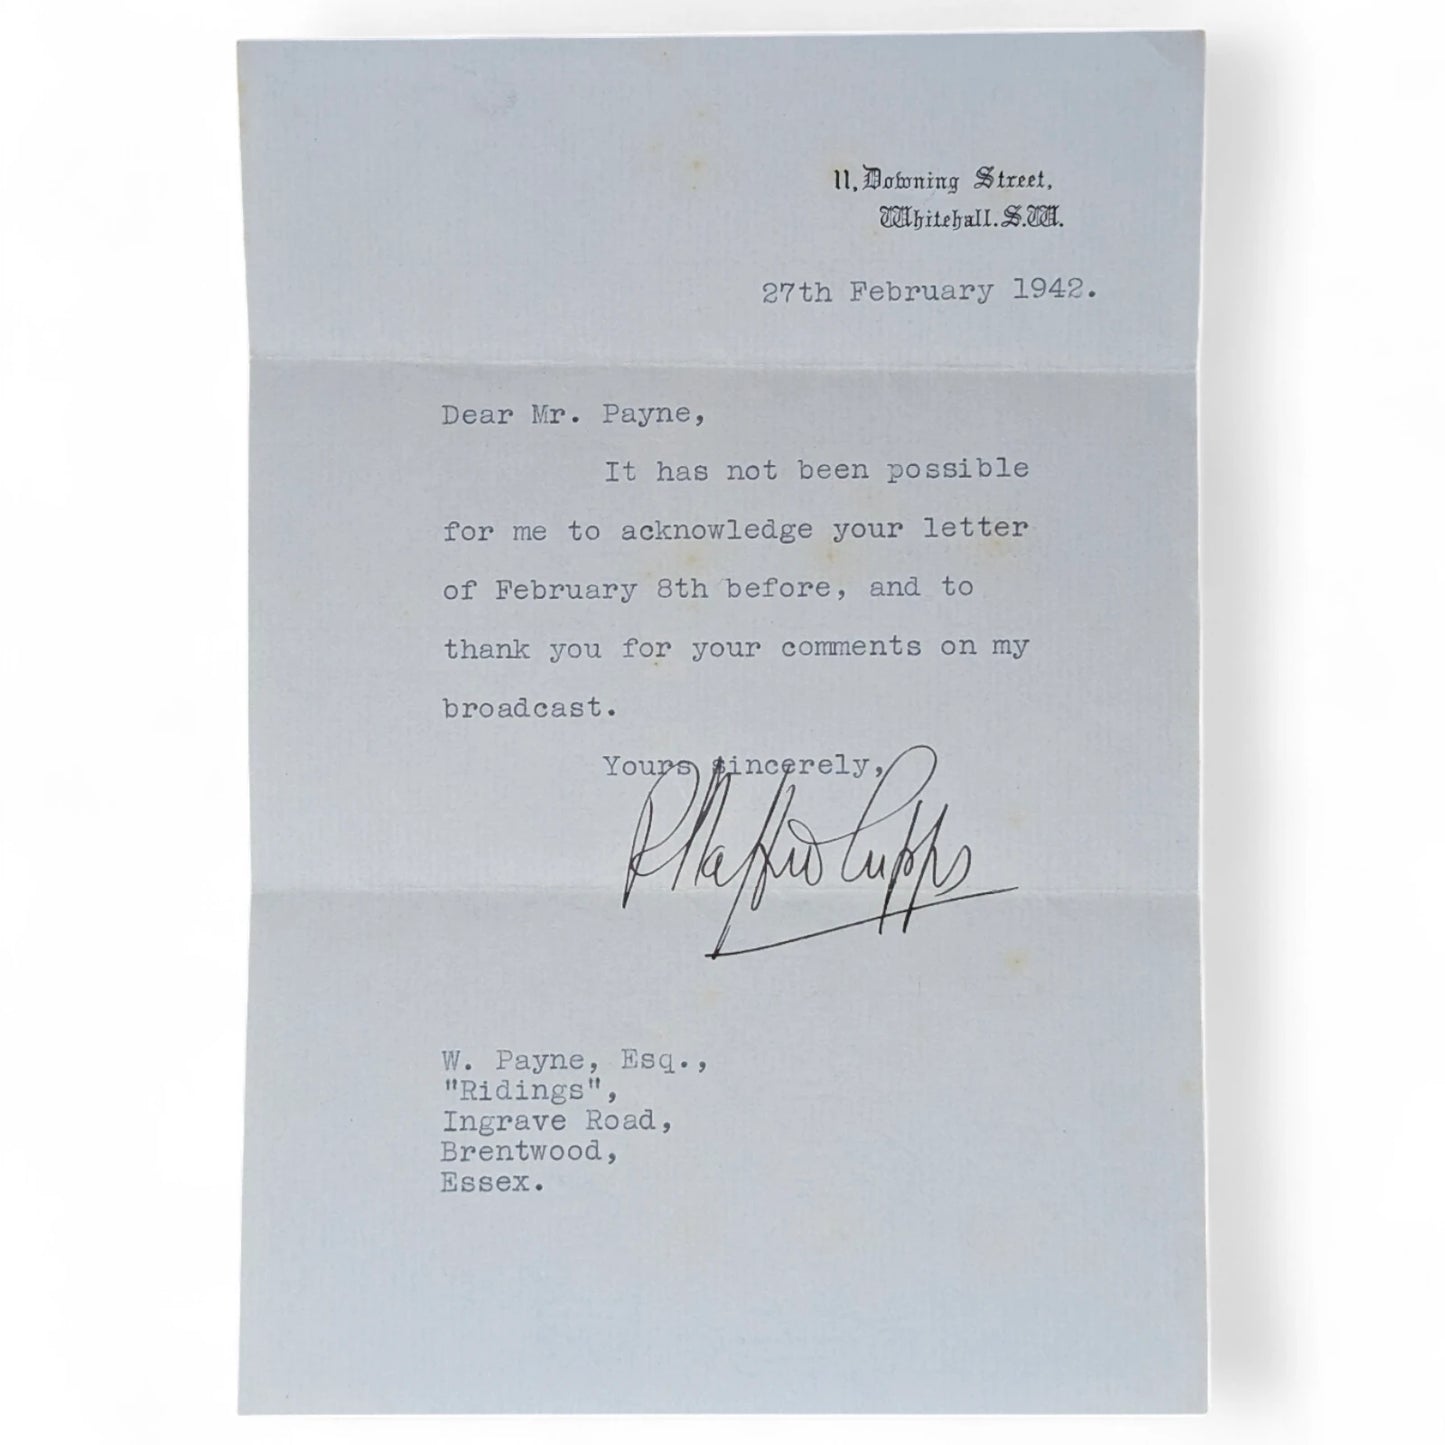 11, Downing Street,
Whitehall. S.W.
27th February 1942.
Dear Mr. Payne,
It has not been possible
for me to acknowledge your letter
of February 8th before, and to
thank you for your comments on my
broadcast.
Yours sincerely,
R Stafford Cripps
W. Payne, Esq.,
"Ridings",
Ingrave Road,
Brentwood,
Essex.